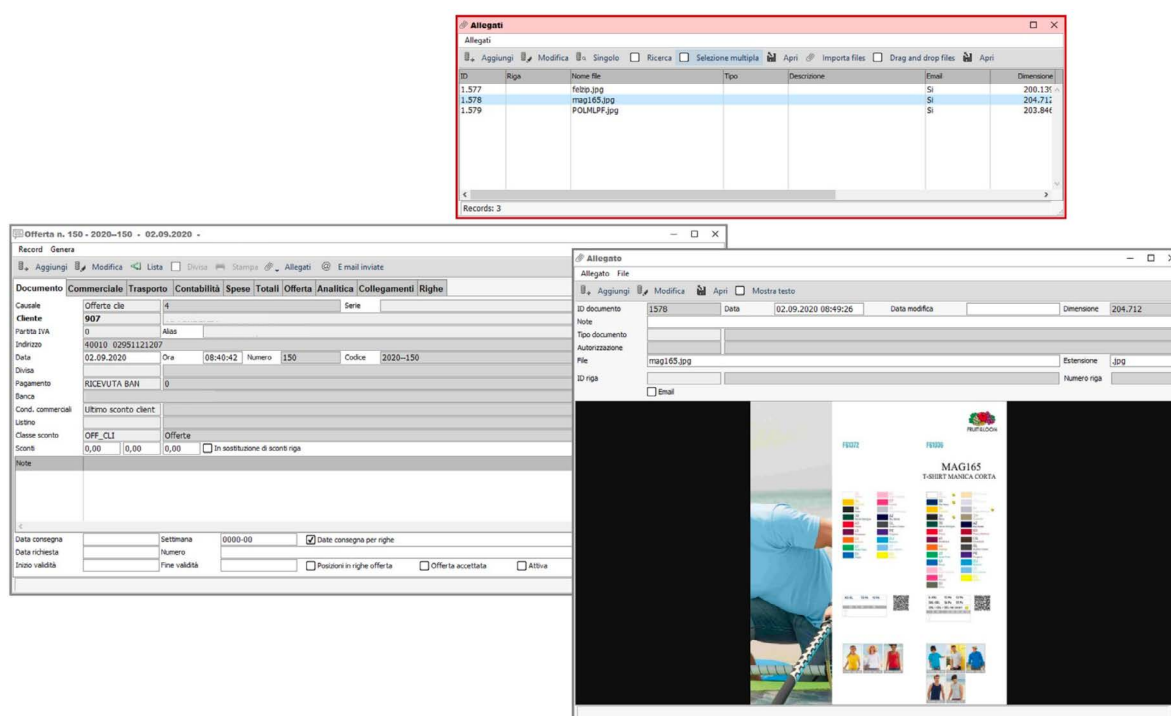 Allegati
Allegati
Aggiungi Modifica Singolo Ricerca Selezione multipla Apri Importa files Drag and drop files Apri
ID Riga Nome file Tipo Descrizione Email Dimensione
1.577 felzip.jpg Si 200.139
1.578 mag165.jpg Si 204.712
1.579 POLMLPF.jpg Si 203.846
Records: 3
Offerta n. 150 - 2020--150 - 02.09.2020 -
Record Genera
Aggiungi Modifica Lista Divisa Stampa Allegati @ E mail inviate
Documento Commerciale Trasporto Contabilità Spese Totali Offerta Analitica Collegamenti Righe
Causale Offerte clie 4 Serie
Cliente 907
Partita IVA 0 Alias
Indirizzo 40010 02951121207
Data 02.09.2020 Ora 08:40:42 Numero 150 Codice 2020--150
Divisa
Pagamento RICEVUTA BAN 0
Banca
Cond. commerciali Ultimo sconto client
Listino
Classe sconto OFF_CLI Offerte
Sconti 0,00 0,00 0,00 In sostituzione di sconti riga
Note
Data consegna Settimana 0000-00 Date consegna per righe
Data richiesta Numero
Inizio validità Fine validità Posizioni in righe offerta Offerta accettata Attiva
Allegato
Allegato File
Aggiungi Modifica Apri Mostra testo
ID documento 1578 Data 02.09.2020 08:49:26 Data modifica Dimensione 204.712
Note
Tipo documento
Autorizzazione
File mag165.jpg Estensione .jpg
ID riga Numero riga
Email
MAG165
T-SHIRT MANICA CORTA